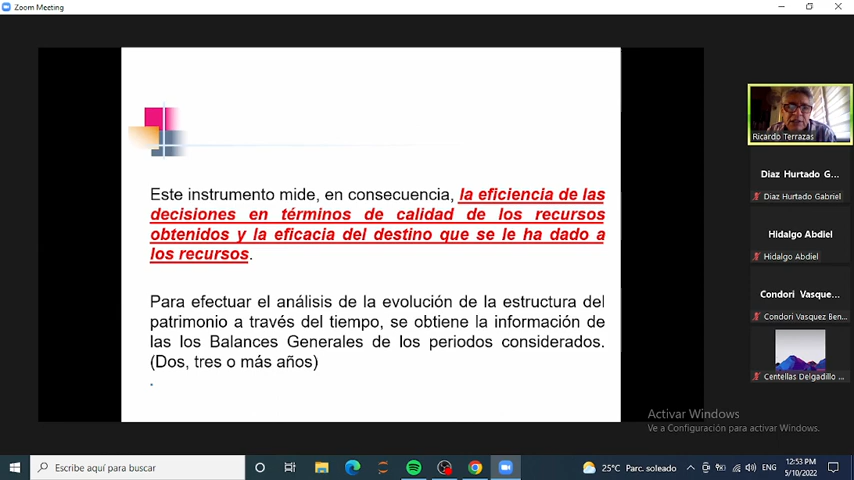 Zoom Meeting
Este instrumento mide, en consecuencia, la eficiencia de las
decisiones en términos de calidad de los recursos
obtenidos y la eficacia del destino que se le ha dado a
los recursos.
Para efectuar el análisis de la evolución de la estructura del
patrimonio a través del tiempo, se obtiene la información de
las los Balances Generales de los periodos considerados.
(Dos, tres o más años)
Ricardo Terrazas
Diaz Hurtado G...
Diaz Hurtado Gabriel
Hidalgo Abdiel
Hidalgo Abdiel
Condori Vasque...
Condori Vasquez Ben...
Centellas Delgadillo ...
Activar Windows
Ve a Configuración para activar Windows.
Escribe aquí para buscar
25°C Parc. soleado
ENG
12:53 PM
5/10/2022